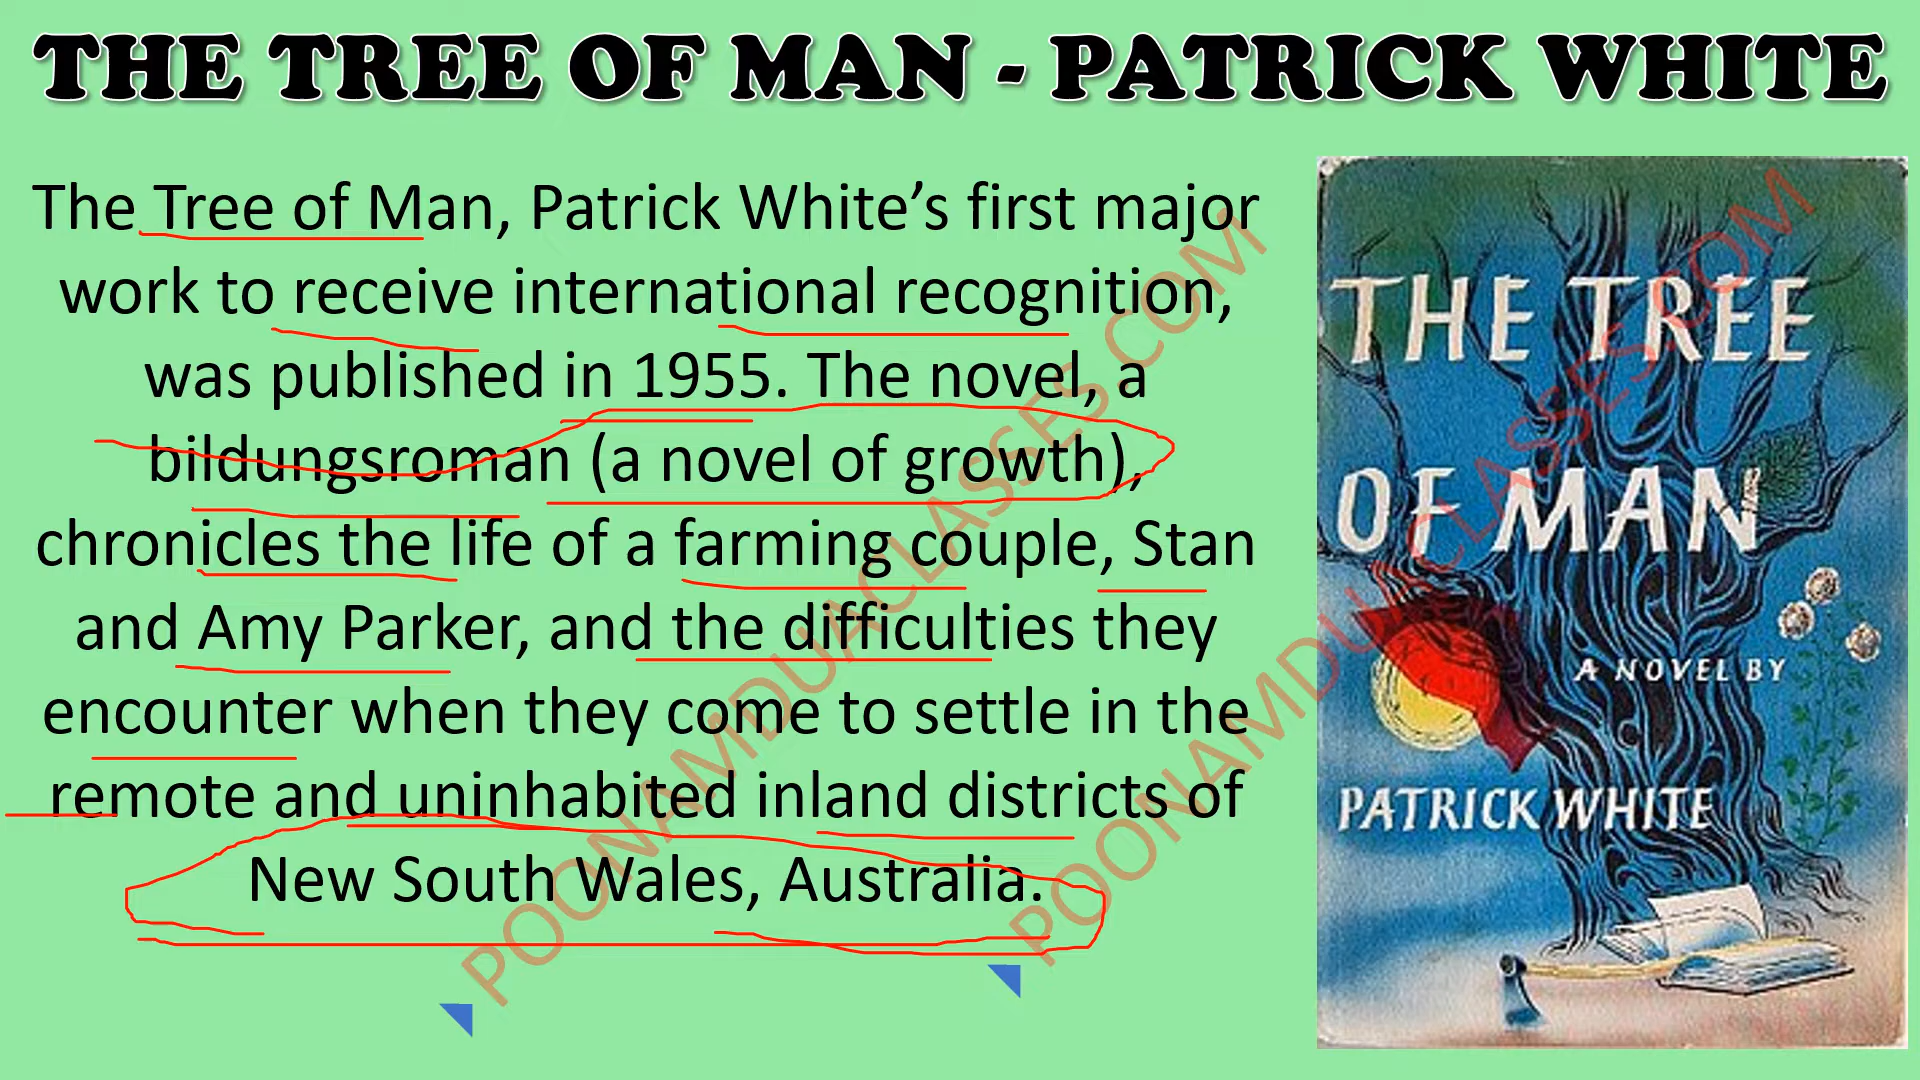 THE TREE OF MAN - PATRICK WHITE
The Tree of Man, Patrick White’s first major
work to receive international recognition,
was published in 1955. The novel, a
bildungsroman (a novel of growth),
chronicles the life of a farming couple, Stan
and Amy Parker, and the difficulties they
encounter when they come to settle in the
remote and uninhabited inland districts of
New South Wales, Australia.
POONAMDUACLASSES.COM
THE TREE
OF MAN
A NOVEL BY
PATRICK WHITE
POONAMDUACLASSES.COM